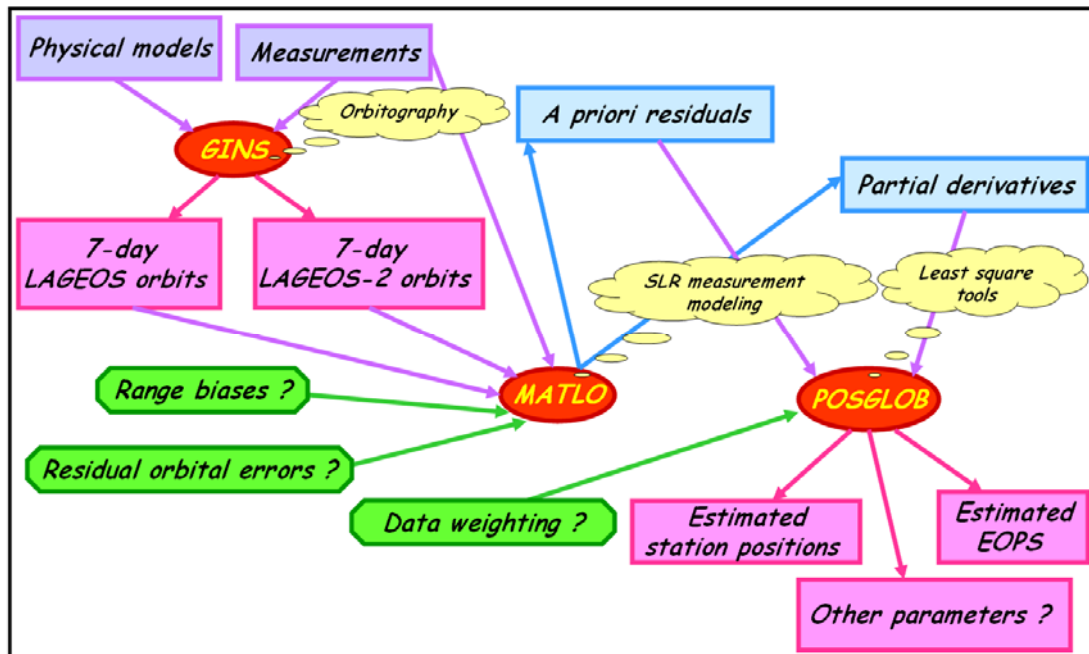 Physical models
Measurements
Orbitography
A priori residuals
GINS
Partial derivatives
7-day
LAGEOS orbits
7-day
LAGEOS-2 orbits
SLR measurement
modeling
Least square
tools
Range biases ?
MATLO
POSGLOB
Residual orbital errors ?
Data weighting ?
Estimated
station positions
Estimated
EOPS
Other parameters ?